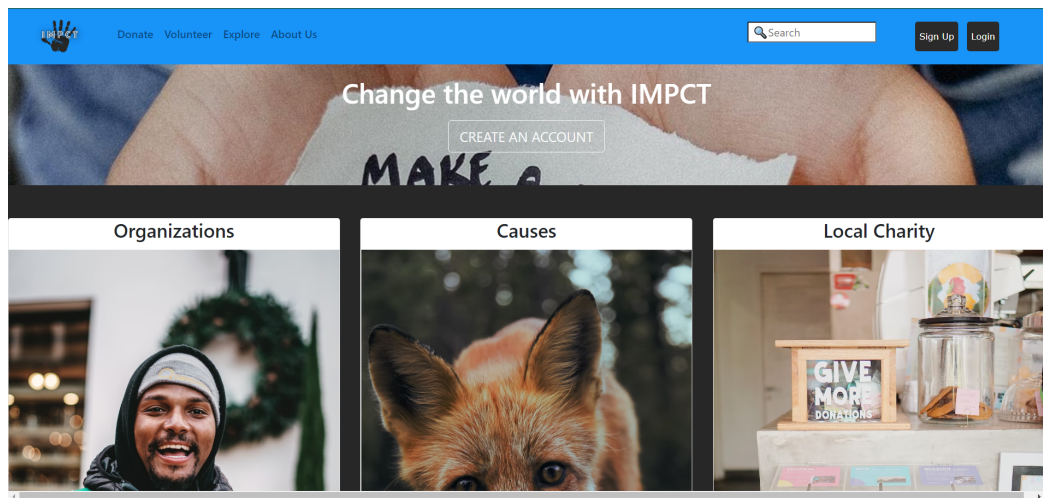 IMPCT
Donate Volunteer Explore About Us
Search
Sign Up Login
Change the world with IMPCT
CREATE AN ACCOUNT
MAKE A
Organizations
Causes
Local Charity
GIVE
MORE
DONATIONS